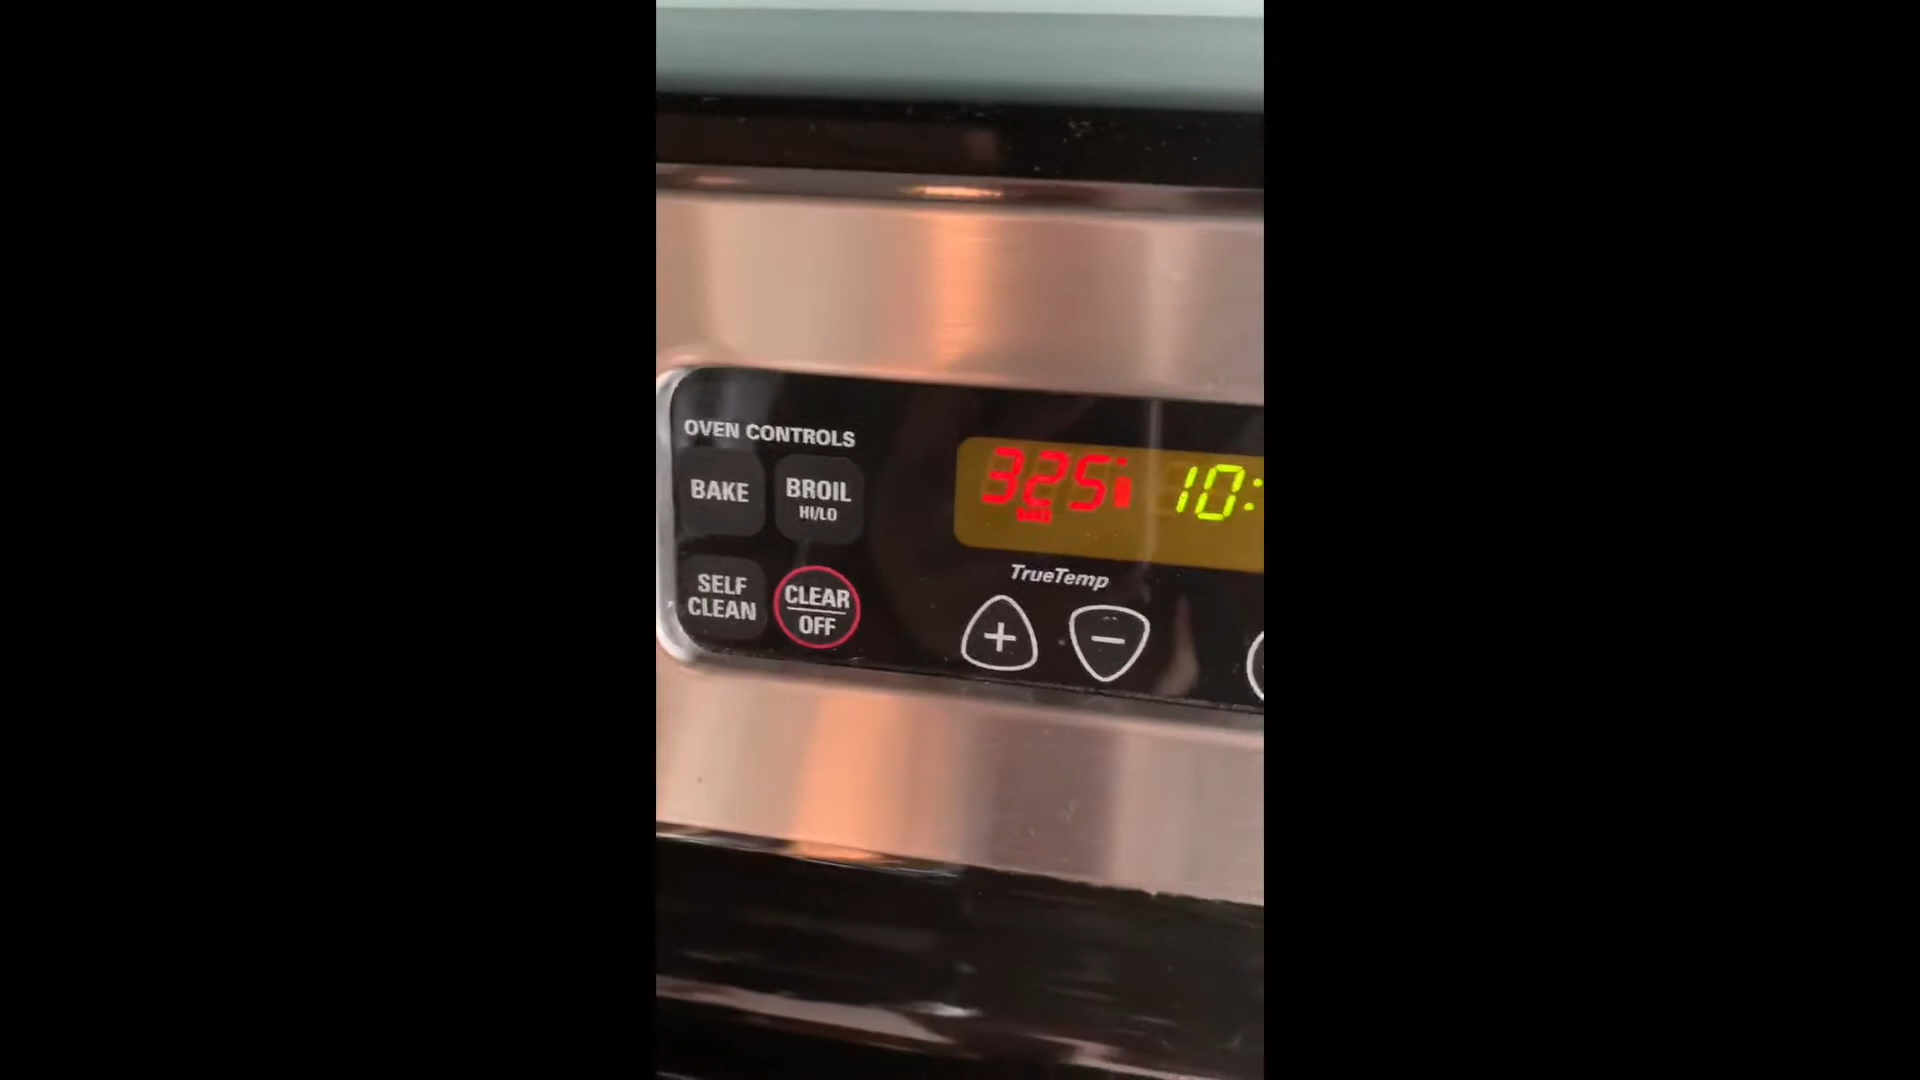 OVEN CONTROLS
BAKE
BROIL
HI/LO
325
10:
SELF
CLEAN
CLEAR
OFF
TrueTemp
+
−